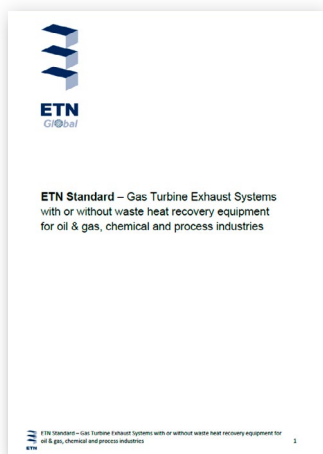 ETN
Global
ETN Standard – Gas Turbine Exhaust Systems
with or without waste heat recovery equipment
for oil & gas, chemical and process industries
ETN Standard – Gas Turbine Exhaust Systems with or without waste heat recovery equipment for
oil & gas, chemical and process industries
1
ETN